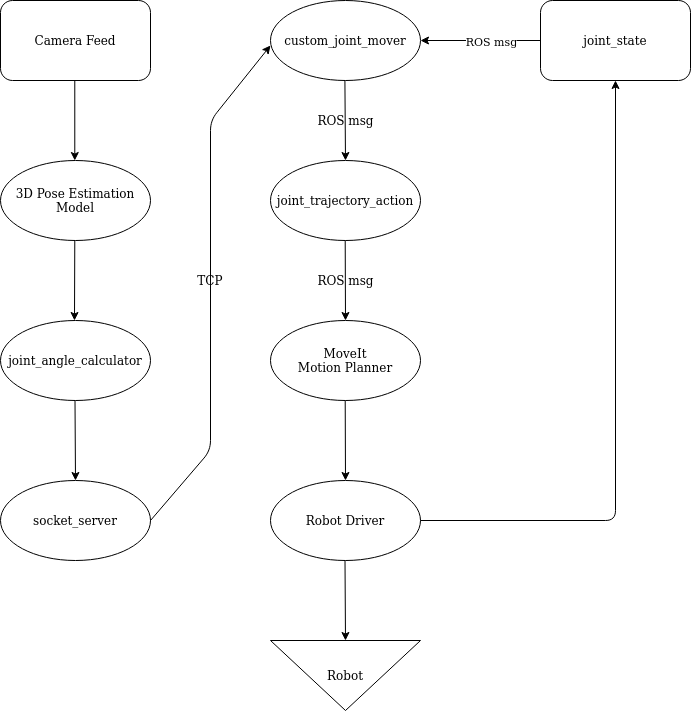 Camera Feed
custom_joint_mover
ROS msg
joint_state
ROS msg
3D Pose Estimation
Model
joint_trajectory_action
TCP
ROS msg
joint_angle_calculator
MoveIt
Motion Planner
socket_server
Robot Driver
Robot